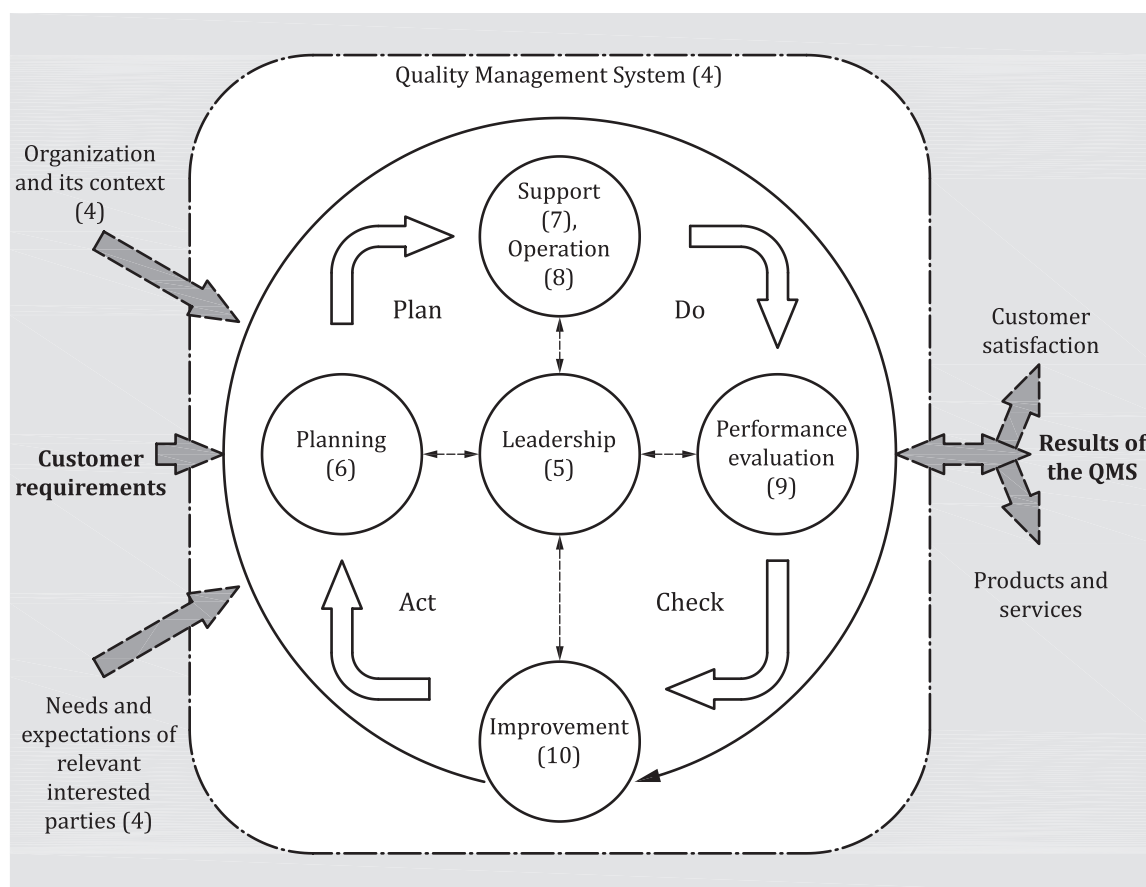 Quality Management System (4)
Organization
and its context
(4)
Support
(7),
Operation
(8)
Plan
Do
Customer
satisfaction
Planning
(6)
Leadership
(5)
Performance
evaluation
(9)
Customer
requirements
Results of
the QMS
Act
Check
Products and
services
Needs and
expectations of
relevant
interested
parties (4)
Improvement
(10)